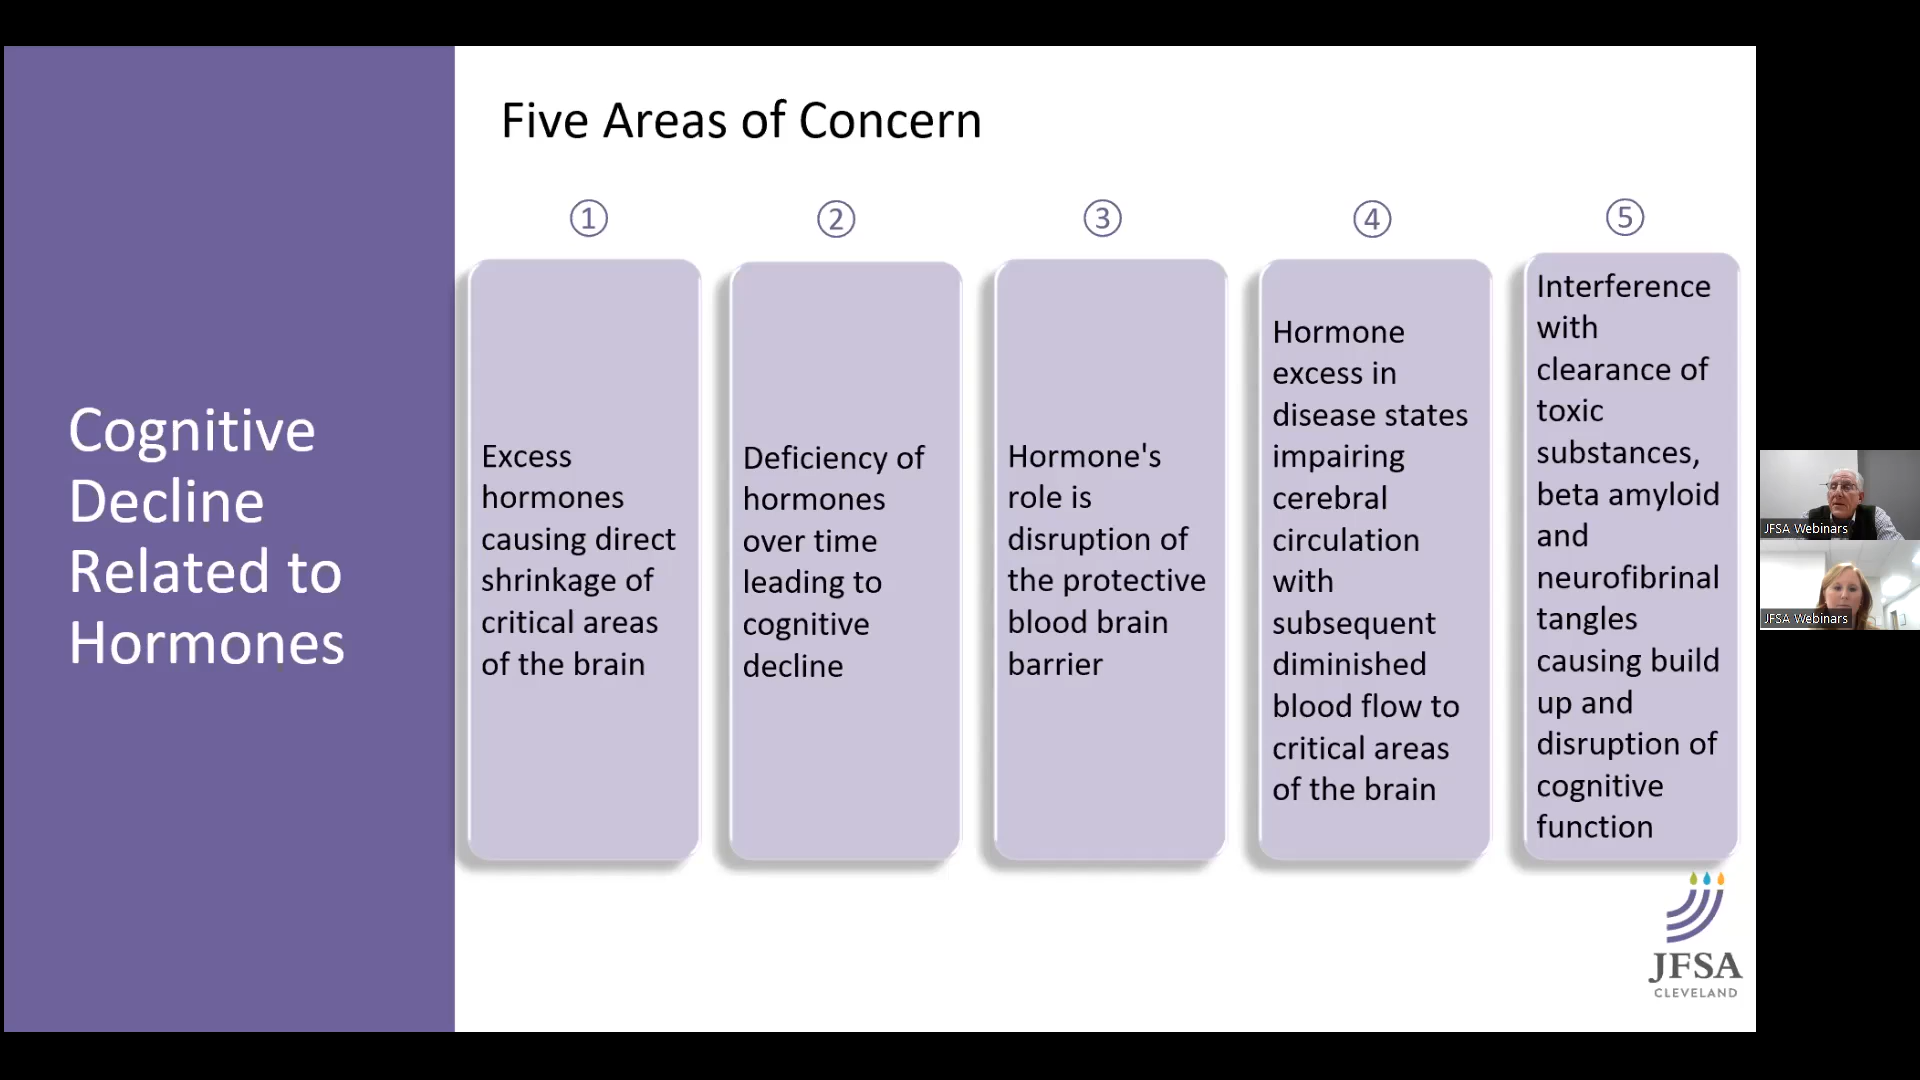 Cognitive
Decline
Related to
Hormones
Five Areas of Concern
①
Excess
hormones
causing direct
shrinkage of
critical areas
of the brain
②
Deficiency of
hormones
over time
leading to
cognitive
decline
③
Hormone's
role is
disruption of
the protective
blood brain
barrier
④
Hormone
excess in
disease states
impairing
cerebral
circulation
with
subsequent
diminished
blood flow to
critical areas
of the brain
⑤
Interference
with
clearance of
toxic
substances,
beta amyloid
and
neurofibrinal
tangles
causing build
up and
disruption of
cognitive
function
JFSA
CLEVELAND
JFSA Webinars
JFSA Webinars